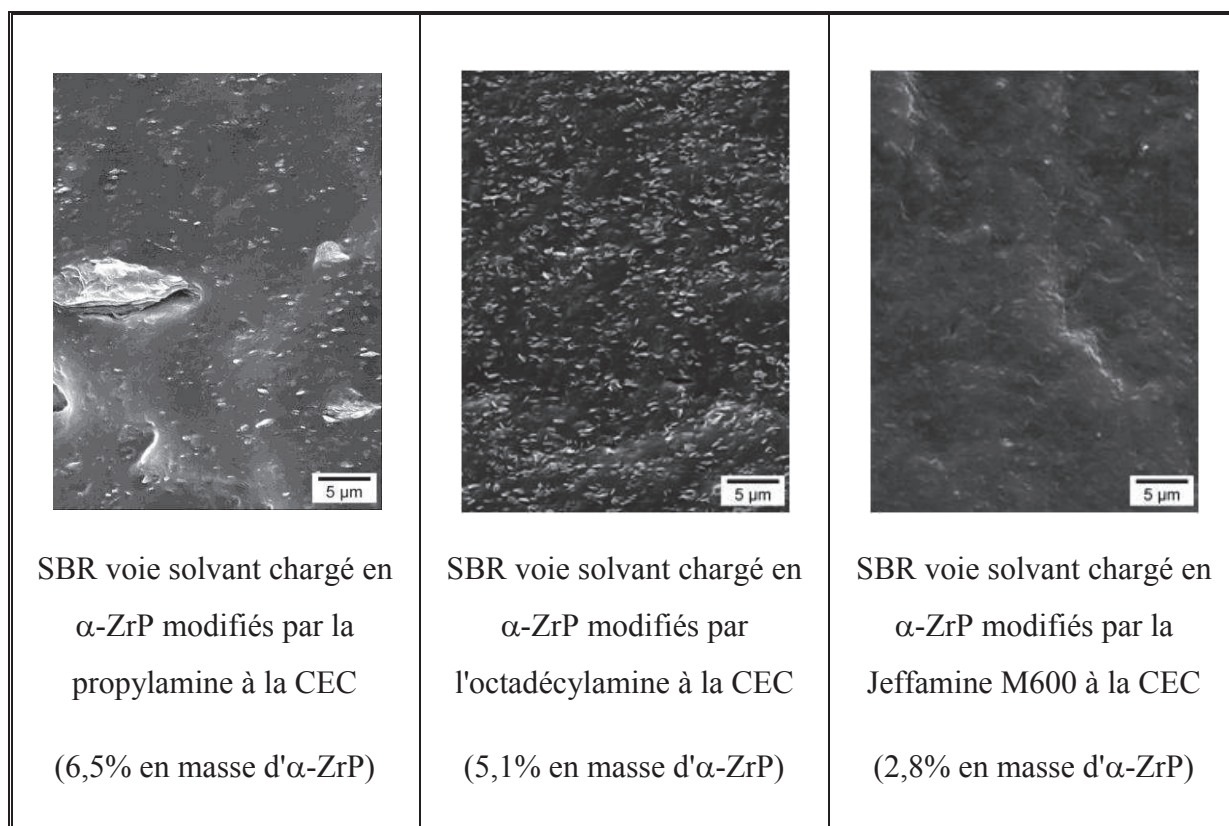 5 µm
5 µm
5 µm
SBR voie solvant chargé en
α-ZrP modifiés par la
propylamine à la CEC
(6,5% en masse d'α-ZrP)
SBR voie solvant chargé en
α-ZrP modifiés par
l'octadécylamine à la CEC
(5,1% en masse d'α-ZrP)
SBR voie solvant chargé en
α-ZrP modifiés par la
Jeffamine M600 à la CEC
(2,8% en masse d'α-ZrP)